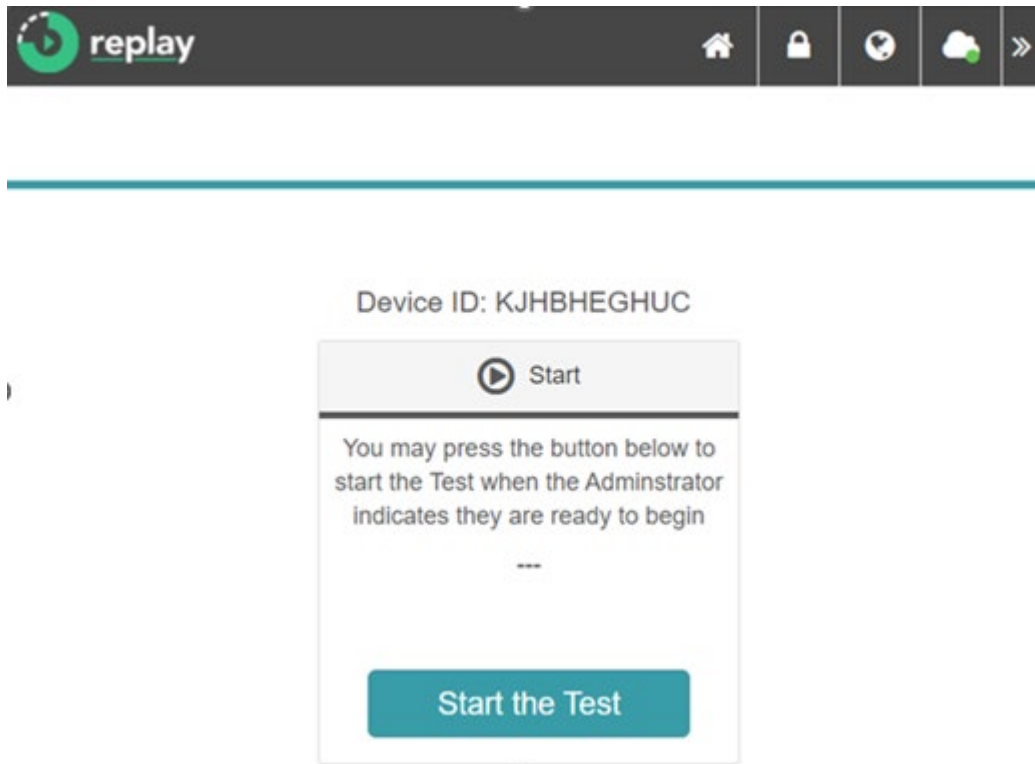 replay
Device ID: KJHBHEGHUC
Start
You may press the button below to
start the Test when the Adminstrator
indicates they are ready to begin
---
Start the Test